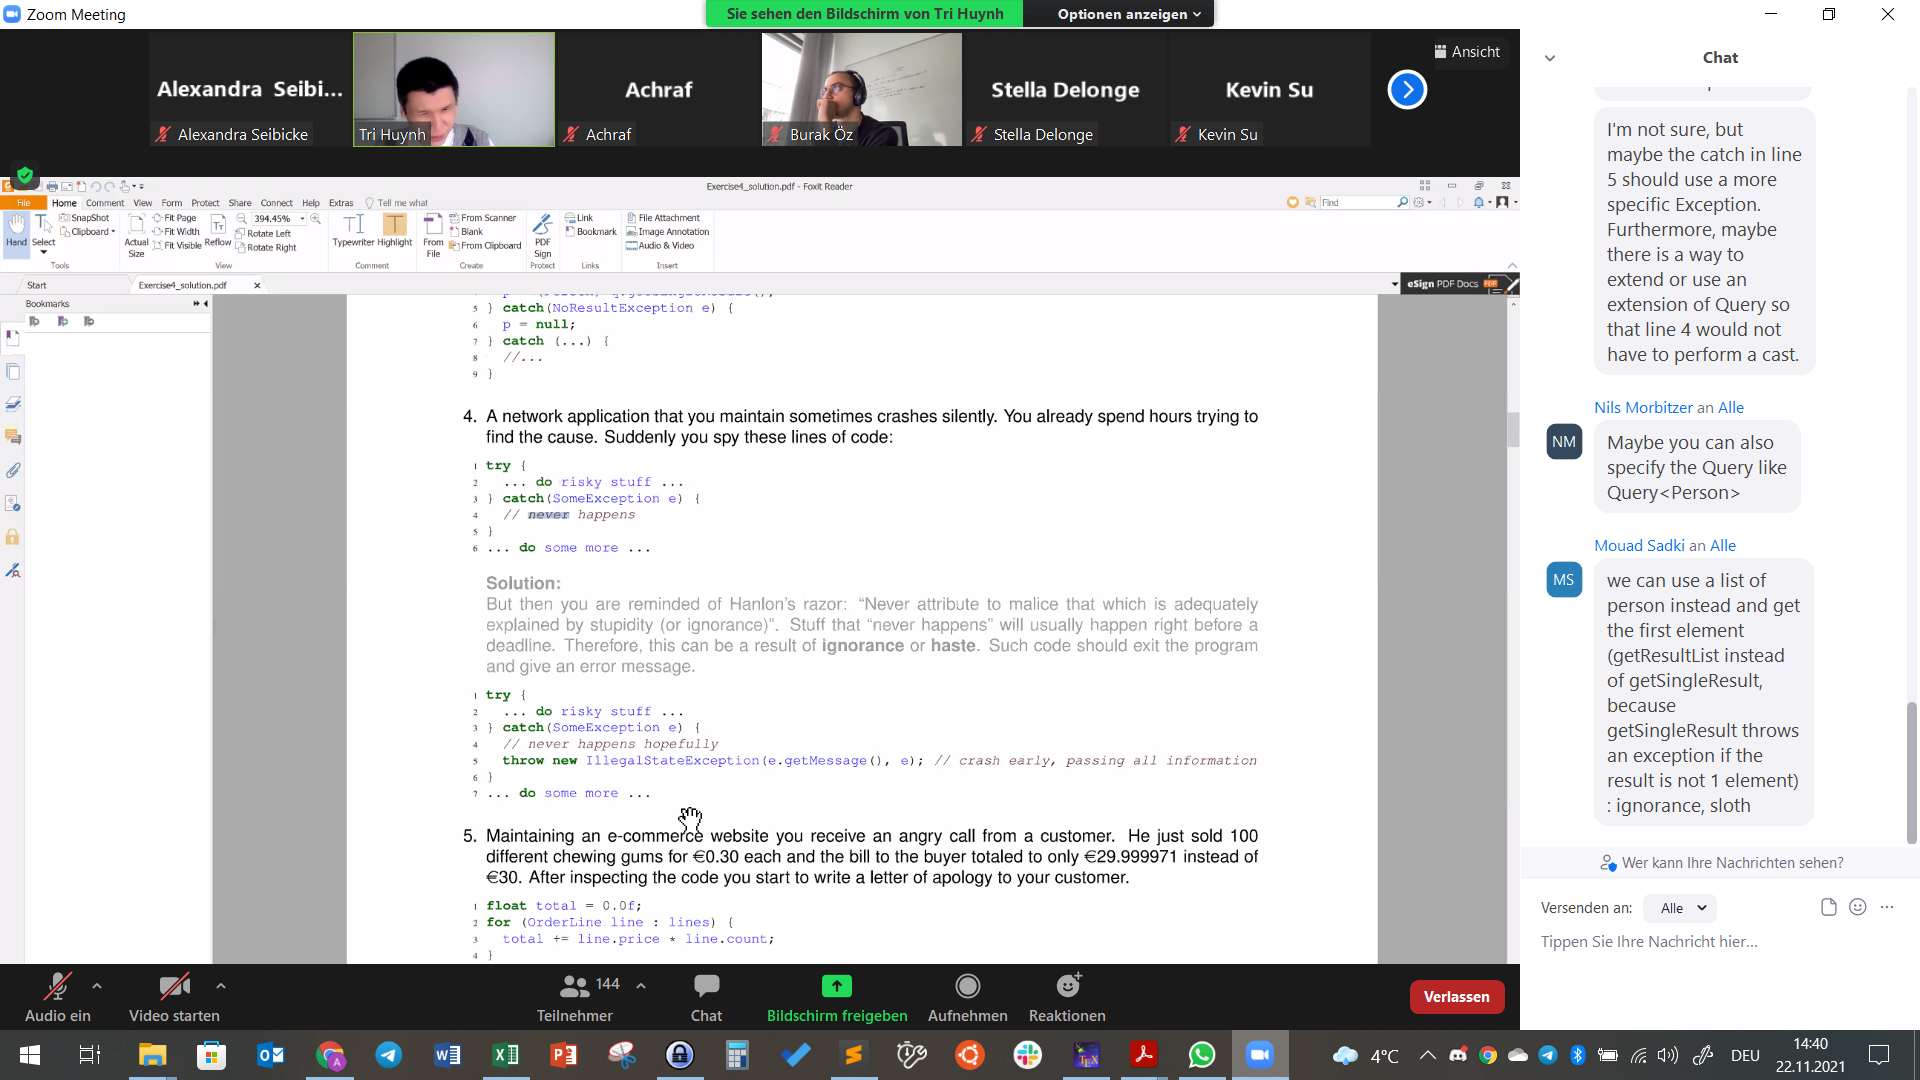 Zoom Meeting
Sie sehen den Bildschirm von Tri Huynh
Optionen anzeigen
Ansicht
Alexandra Seibi...
Alexandra Seibicke
Tri Huynh
Achraf
Achraf
Burak Öz
Stella Delonge
Stella Delonge
Kevin Su
Kevin Su
Exercise4_solution.pdf - Foxit Reader
File Home Comment View Form Protect Share Connect Help Extras Tell me what
Find
Hand
Select
SnapShot
Clipboard
Tools
Actual Size
Fit Page
Fit Width
Fit Visible
Reflow
394.45%
Rotate Left
Rotate Right
View
Typewriter
Highlight
Comment
From File
From Scanner
Blank
From Clipboard
Create
PDF Sign
Protect
Link
Bookmark
Links
File Attachment
Image Annotation
Audio & Video
Insert
Start
Exercise4_solution.pdf
eSign PDF Docs
Bookmarks
5 } catch(NoResultException e) {
6 p = null;
7 } catch (...) {
8 //...
9 }
4. A network application that you maintain sometimes crashes silently. You already spend hours trying to
find the cause. Suddenly you spy these lines of code:
1 try {
2 ... do risky stuff ...
3 } catch(SomeException e) {
4 // never happens
5 }
6 ... do some more ...
Solution:
But then you are reminded of Hanlon's razor: “Never attribute to malice that which is adequately
explained by stupidity (or ignorance)”. Stuff that “never happens” will usually happen right before a
deadline. Therefore, this can be a result of ignorance or haste. Such code should exit the program
and give an error message.
1 try {
2 ... do risky stuff ...
3 } catch(SomeException e) {
4 // never happens hopefully
5 throw new IllegalStateException(e.getMessage(), e); // crash early, passing all information
6 }
7 ... do some more ...
5. Maintaining an e-commerce website you receive an angry call from a customer. He just sold 100
different chewing gums for €0.30 each and the bill to the buyer totaled to only €29.999971 instead of
€30. After inspecting the code you start to write a letter of apology to your customer.
1 float total = 0.0f;
2 for (OrderLine line : lines) {
3 total += line.price * line.count;
4 }
Chat
I'm not sure, but
maybe the catch in line
5 should use a more
specific Exception.
Furthermore, maybe
there is a way to
extend or use an
extension of Query so
that line 4 would not
have to perform a cast.
Nils Morbitzer an Alle
NM
Maybe you can also
specify the Query like
Query<Person>
Mouad Sadki an Alle
MS
we can use a list of
person instead and get
the first element
(getResultList instead
of getSingleResult,
because
getSingleResult throws
an exception if the
result is not 1 element)
: ignorance, sloth
Wer kann Ihre Nachrichten sehen?
Versenden an: Alle
Tippen Sie Ihre Nachricht hier...
Audio ein
Video starten
144
Teilnehmer
Chat
Bildschirm freigeben
Aufnehmen
Reaktionen
Verlassen
4°C
DEU
14:40
22.11.2021